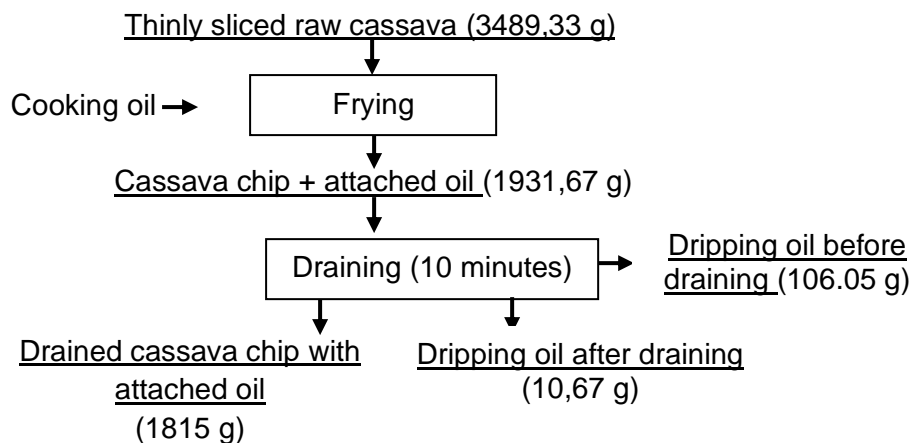 Thinly sliced raw cassava (3489,33 g)
Cooking oil
Frying
Cassava chip + attached oil (1931,67 g)
Draining (10 minutes)
Dripping oil before
draining (106.05 g)
Drained cassava chip with
attached oil
(1815 g)
Dripping oil after draining
(10,67 g)